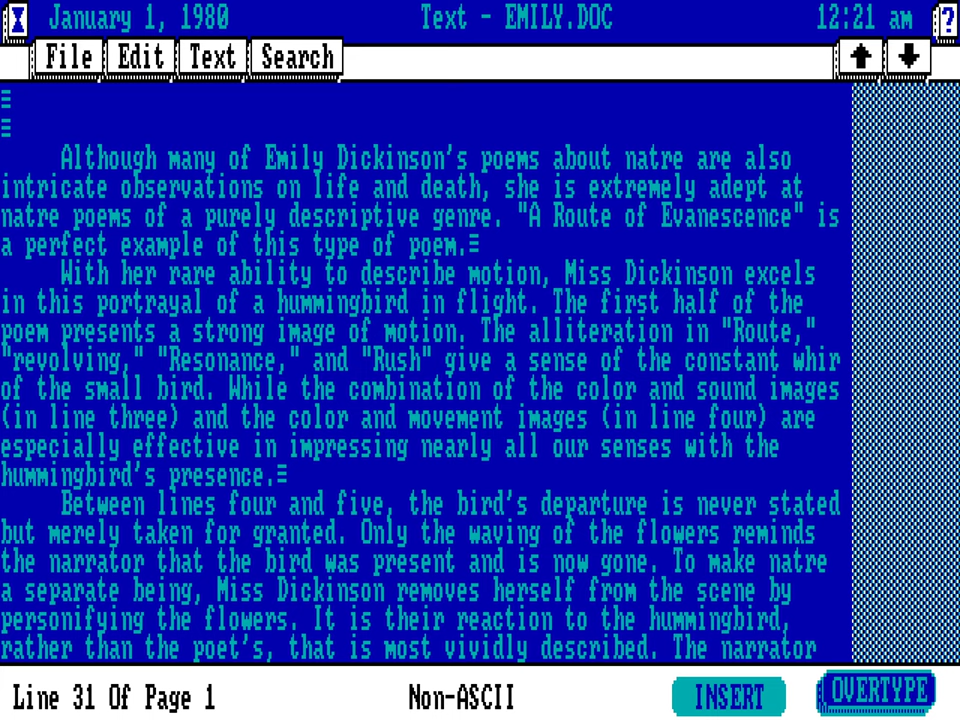 January 1, 1980 Text - EMILY.DOC 12:21 am ?
File Edit Text Search
≡
≡
Although many of Emily Dickinson's poems about natre are also
intricate observations on life and death, she is extremely adept at
natre poems of a purely descriptive genre. "A Route of Evanescence" is
a perfect example of this type of poem.≡
With her rare ability to describe motion, Miss Dickinson excels
in this portrayal of a hummingbird in flight. The first half of the
poem presents a strong image of motion. The alliteration in "Route,"
"revolving," "Resonance," and "Rush" give a sense of the constant whir
of the small bird. While the combination of the color and sound images
(in line three) and the color and movement images (in line four) are
especially effective in impressing nearly all our senses with the
hummingbird's presence.≡
Between lines four and five, the bird's departure is never stated
but merely taken for granted. Only the waving of the flowers reminds
the narrator that the bird was present and is now gone. To make natre
a separate being, Miss Dickinson removes herself from the scene by
personifying the flowers. It is their reaction to the hummingbird,
rather than the poet's, that is most vividly described. The narrator
Line 31 Of Page 1 Non-ASCII INSERT OVERTYPE